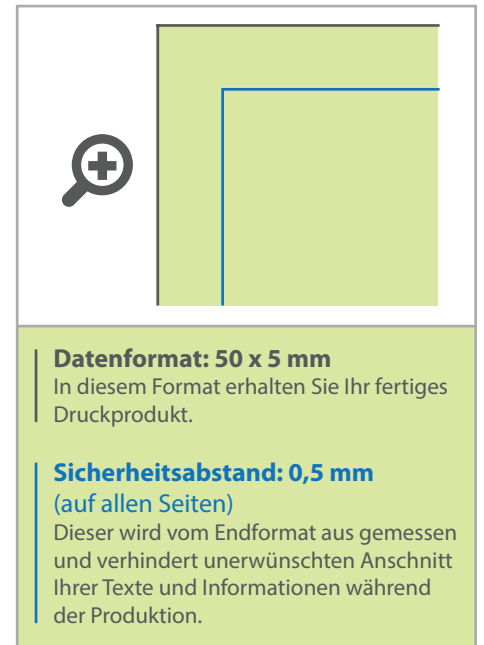 Datenformat: 50 x 5 mm
In diesem Format erhalten Sie Ihr fertiges
Druckprodukt.
Sicherheitsabstand: 0,5 mm
(auf allen Seiten)
Dieser wird vom Endformat aus gemessen
und verhindert unerwünschten Anschnitt
Ihrer Texte und Informationen während
der Produktion.